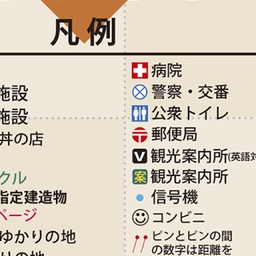 凡例
施設
施設
井の店
クル
指定建造物
ページ
ゆかりの地
病院
警察・交番
公衆トイレ
郵便局
V 観光案内所(英語対
案 観光案内所
信号機
コンビニ
ピンとピンの間
の数字は距離を